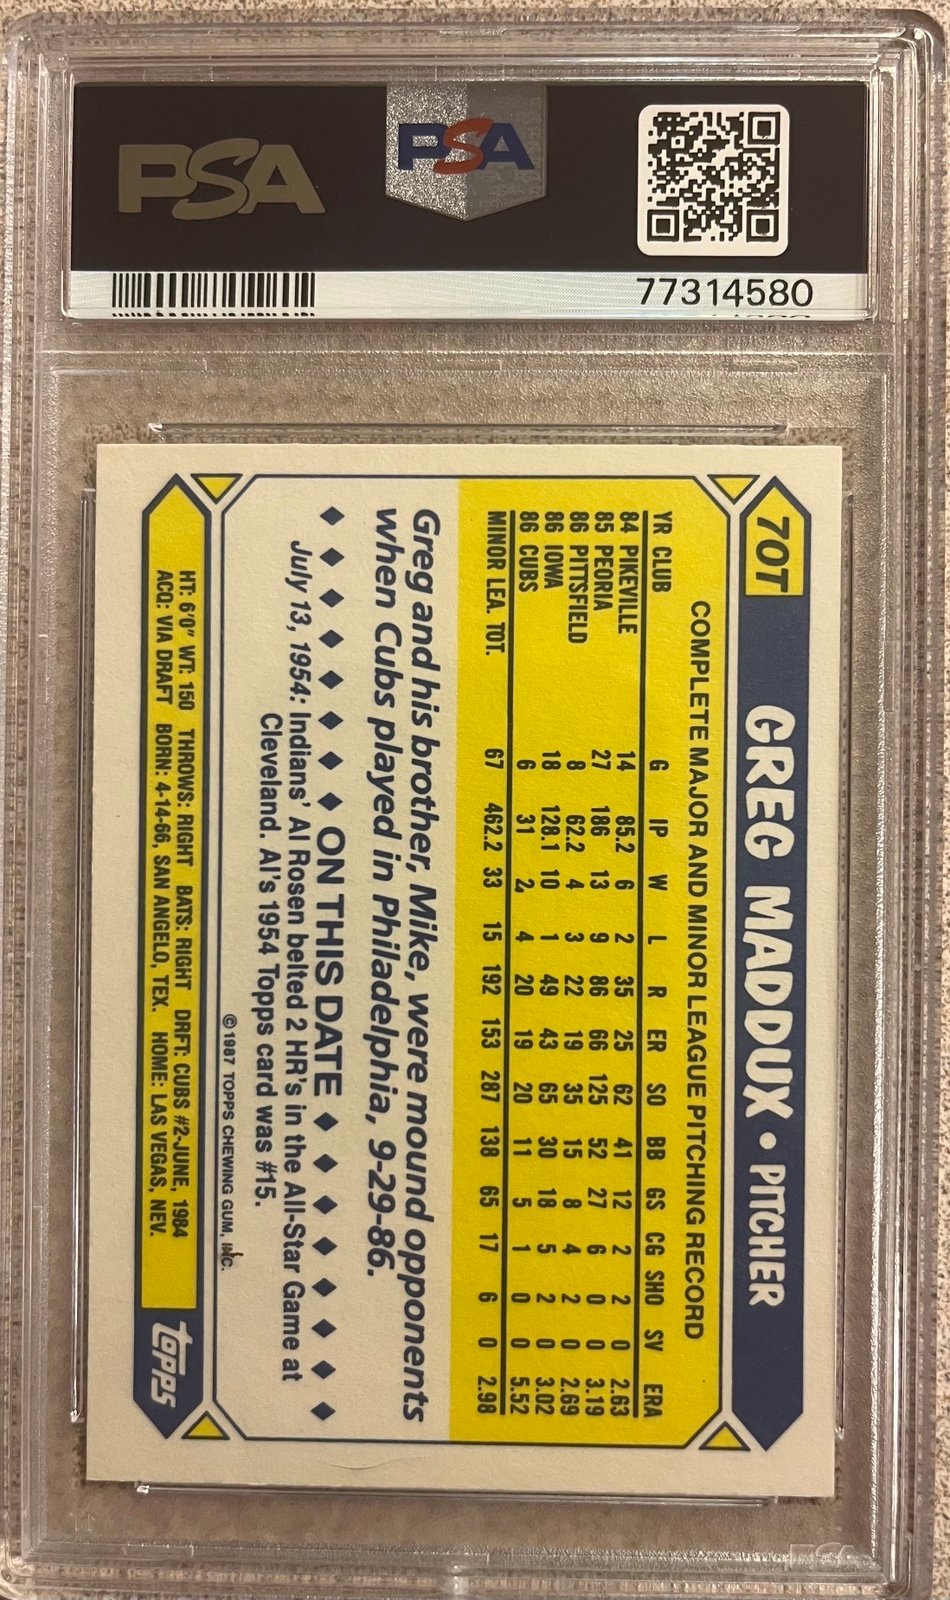 PSA
PSA
77314580
70T GREG MADDUX • PITCHER
COMPLETE MAJOR AND MINOR LEAGUE PITCHING RECORD
YR CLUB G IP W L R ER SO BB GS CG SHO SV ERA
84 PIKEVILLE 14 85.2 6 2 35 25 62 41 12 2 2 0 2.63
85 PEORIA 27 186 13 9 86 66 125 52 27 6 0 0 3.19
86 PITTSFIELD 8 62.2 4 3 22 19 35 15 8 4 2 0 2.69
86 IOWA 18 128.1 10 1 49 43 65 30 18 5 2 0 3.02
86 CUBS 6 31 2 4 20 19 20 11 5 1 0 0 5.52
MINOR LEA. TOT. 67 462.2 33 15 192 153 287 138 65 17 6 0 2.98
Greg and his brother, Mike, were mound opponents
when Cubs played in Philadelphia, 9-29-86.
ON THIS DATE
July 13, 1954: Indians' Al Rosen belted 2 HR's in the All-Star Game at
Cleveland. Al's 1954 Topps card was #15.
© 1987 TOPPS CHEWING GUM, INC.
HT: 6'0" WT: 150 THROWS: RIGHT BATS: RIGHT DRFT: CUBS #2-JUNE, 1984
ACQ: VIA DRAFT BORN: 4-14-66, SAN ANGELO, TEX. HOME: LAS VEGAS, NEV.
topps
PSA